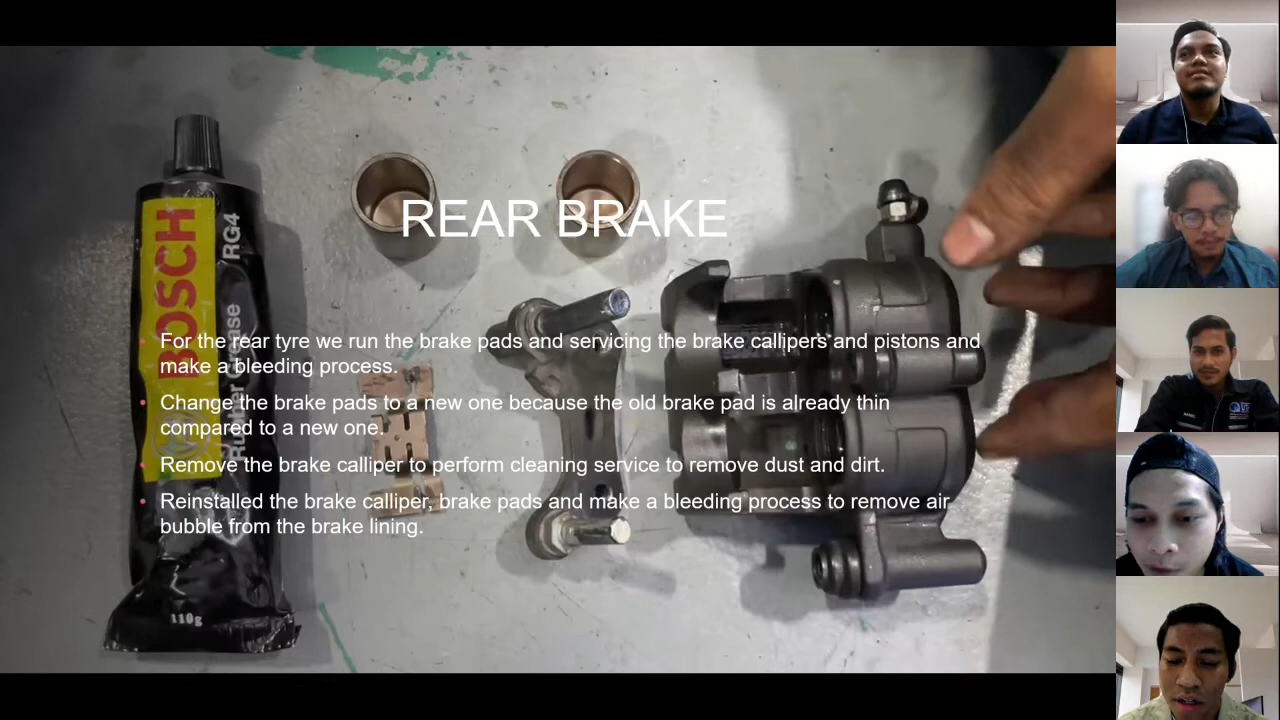 REAR BRAKE
For the rear tyre we run the brake pads and servicing the brake callipers and pistons and
make a bleeding process.
Change the brake pads to a new one because the old brake pad is already thin
compared to a new one.
Remove the brake calliper to perform cleaning service to remove dust and dirt.
Reinstalled the brake calliper, brake pads and make a bleeding process to remove air
bubble from the brake lining.
BOSCH
RG4
Rubber Grease
110g